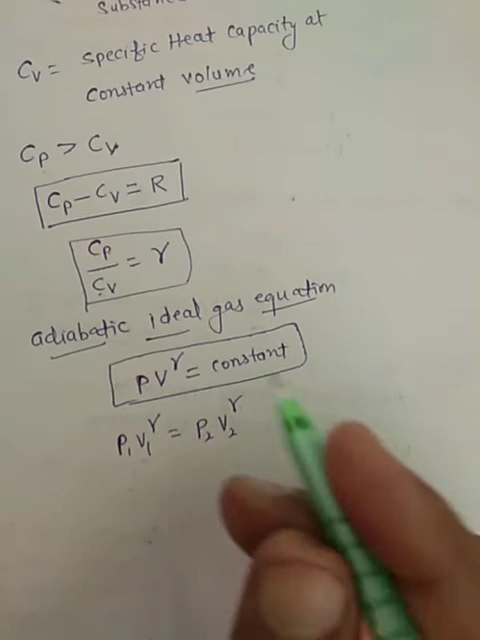 Substan
Cv = Specific Heat capacity at
constant volume
Cp > Cv
Cp − Cv = R
Cp/Cv = γ
adiabatic ideal gas equation
PV^γ = constant
P₁V₁^γ = P₂V₂^γ